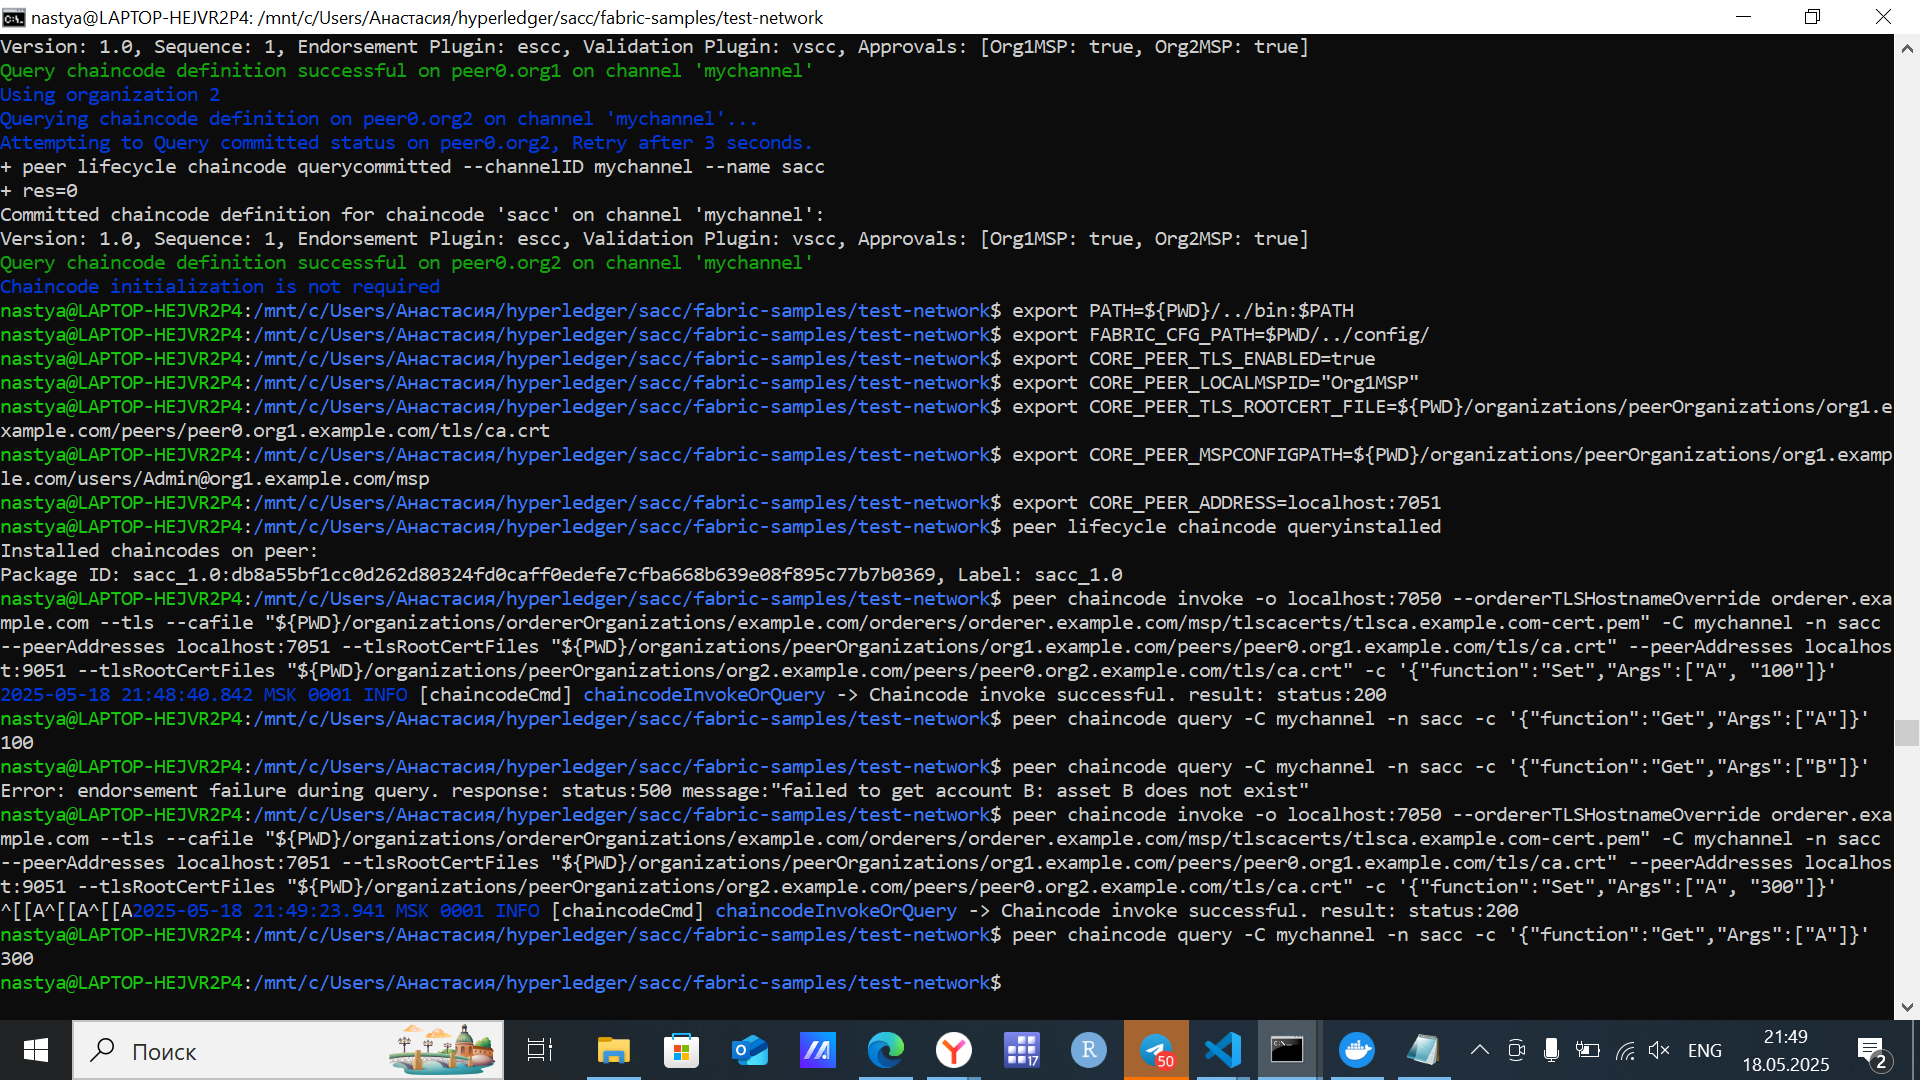 nastya@LAPTOP-HEJVR2P4: /mnt/c/Users/Анастасия/hyperledger/sacc/fabric-samples/test-network
Version: 1.0, Sequence: 1, Endorsement Plugin: escc, Validation Plugin: vscc, Approvals: [Org1MSP: true, Org2MSP: true]
Query chaincode definition successful on peer0.org1 on channel 'mychannel'
Using organization 2
Querying chaincode definition on peer0.org2 on channel 'mychannel'...
Attempting to Query committed status on peer0.org2, Retry after 3 seconds.
+ peer lifecycle chaincode querycommitted --channelID mychannel --name sacc
+ res=0
Committed chaincode definition for chaincode 'sacc' on channel 'mychannel':
Version: 1.0, Sequence: 1, Endorsement Plugin: escc, Validation Plugin: vscc, Approvals: [Org1MSP: true, Org2MSP: true]
Query chaincode definition successful on peer0.org2 on channel 'mychannel'
Chaincode initialization is not required
nastya@LAPTOP-HEJVR2P4:/mnt/c/Users/Анастасия/hyperledger/sacc/fabric-samples/test-network$ export PATH=${PWD}/../bin:$PATH
nastya@LAPTOP-HEJVR2P4:/mnt/c/Users/Анастасия/hyperledger/sacc/fabric-samples/test-network$ export FABRIC_CFG_PATH=$PWD/../config/
nastya@LAPTOP-HEJVR2P4:/mnt/c/Users/Анастасия/hyperledger/sacc/fabric-samples/test-network$ export CORE_PEER_TLS_ENABLED=true
nastya@LAPTOP-HEJVR2P4:/mnt/c/Users/Анастасия/hyperledger/sacc/fabric-samples/test-network$ export CORE_PEER_LOCALMSPID="Org1MSP"
nastya@LAPTOP-HEJVR2P4:/mnt/c/Users/Анастасия/hyperledger/sacc/fabric-samples/test-network$ export CORE_PEER_TLS_ROOTCERT_FILE=${PWD}/organizations/peerOrganizations/org1.e
xample.com/peers/peer0.org1.example.com/tls/ca.crt
nastya@LAPTOP-HEJVR2P4:/mnt/c/Users/Анастасия/hyperledger/sacc/fabric-samples/test-network$ export CORE_PEER_MSPCONFIGPATH=${PWD}/organizations/peerOrganizations/org1.examp
le.com/users/Admin@org1.example.com/msp
nastya@LAPTOP-HEJVR2P4:/mnt/c/Users/Анастасия/hyperledger/sacc/fabric-samples/test-network$ export CORE_PEER_ADDRESS=localhost:7051
nastya@LAPTOP-HEJVR2P4:/mnt/c/Users/Анастасия/hyperledger/sacc/fabric-samples/test-network$ peer lifecycle chaincode queryinstalled
Installed chaincodes on peer:
Package ID: sacc_1.0:db8a55bf1cc0d262d80324fd0caff0edefe7cfba668b639e08f895c77b7b0369, Label: sacc_1.0
nastya@LAPTOP-HEJVR2P4:/mnt/c/Users/Анастасия/hyperledger/sacc/fabric-samples/test-network$ peer chaincode invoke -o localhost:7050 --ordererTLSHostnameOverride orderer.exa
mple.com --tls --cafile "${PWD}/organizations/ordererOrganizations/example.com/orderers/orderer.example.com/msp/tlscacerts/tlsca.example.com-cert.pem" -C mychannel -n sacc
--peerAddresses localhost:7051 --tlsRootCertFiles "${PWD}/organizations/peerOrganizations/org1.example.com/peers/peer0.org1.example.com/tls/ca.crt" --peerAddresses localhos
t:9051 --tlsRootCertFiles "${PWD}/organizations/peerOrganizations/org2.example.com/peers/peer0.org2.example.com/tls/ca.crt" -c '{"function":"Set","Args":["A", "100"]}'
2025-05-18 21:48:40.842 MSK 0001 INFO [chaincodeCmd] chaincodeInvokeOrQuery -> Chaincode invoke successful. result: status:200
nastya@LAPTOP-HEJVR2P4:/mnt/c/Users/Анастасия/hyperledger/sacc/fabric-samples/test-network$ peer chaincode query -C mychannel -n sacc -c '{"function":"Get","Args":["A"]}'
100
nastya@LAPTOP-HEJVR2P4:/mnt/c/Users/Анастасия/hyperledger/sacc/fabric-samples/test-network$ peer chaincode query -C mychannel -n sacc -c '{"function":"Get","Args":["B"]}'
Error: endorsement failure during query. response: status:500 message:"failed to get account B: asset B does not exist"
nastya@LAPTOP-HEJVR2P4:/mnt/c/Users/Анастасия/hyperledger/sacc/fabric-samples/test-network$ peer chaincode invoke -o localhost:7050 --ordererTLSHostnameOverride orderer.exa
mple.com --tls --cafile "${PWD}/organizations/ordererOrganizations/example.com/orderers/orderer.example.com/msp/tlscacerts/tlsca.example.com-cert.pem" -C mychannel -n sacc
--peerAddresses localhost:7051 --tlsRootCertFiles "${PWD}/organizations/peerOrganizations/org1.example.com/peers/peer0.org1.example.com/tls/ca.crt" --peerAddresses localhos
t:9051 --tlsRootCertFiles "${PWD}/organizations/peerOrganizations/org2.example.com/peers/peer0.org2.example.com/tls/ca.crt" -c '{"function":"Set","Args":["A", "300"]}'
^[[A^[[A^[[A2025-05-18 21:49:23.941 MSK 0001 INFO [chaincodeCmd] chaincodeInvokeOrQuery -> Chaincode invoke successful. result: status:200
nastya@LAPTOP-HEJVR2P4:/mnt/c/Users/Анастасия/hyperledger/sacc/fabric-samples/test-network$ peer chaincode query -C mychannel -n sacc -c '{"function":"Get","Args":["A"]}'
300
nastya@LAPTOP-HEJVR2P4:/mnt/c/Users/Анастасия/hyperledger/sacc/fabric-samples/test-network$
Поиск
17
R
50
ENG
21:49
18.05.2025
2